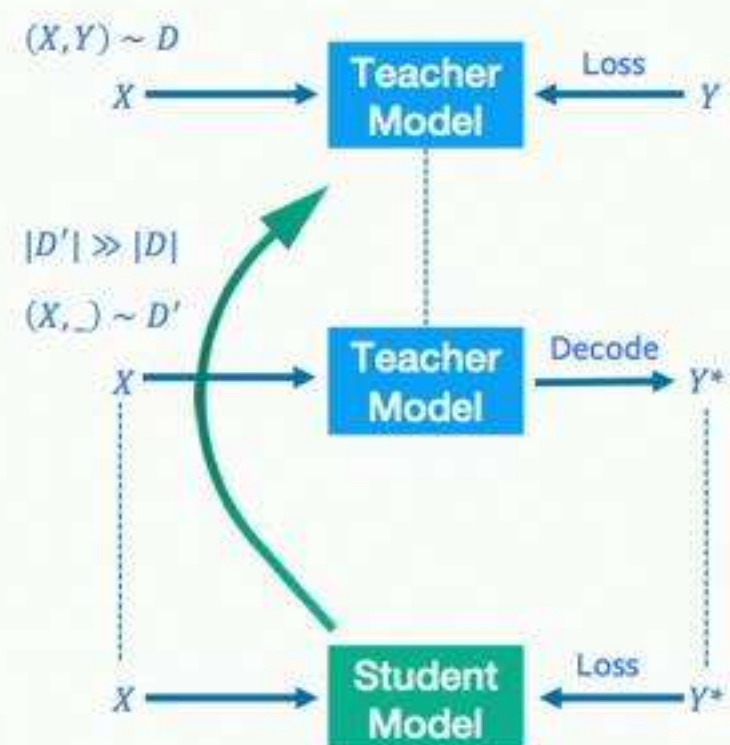 (X,Y) ~ D
X
Teacher
Model
Loss
Y
|D'| ≫ |D|
(X,_) ~ D'
X
Teacher
Model
Decode
Y*
X
Student
Model
Loss
Y*